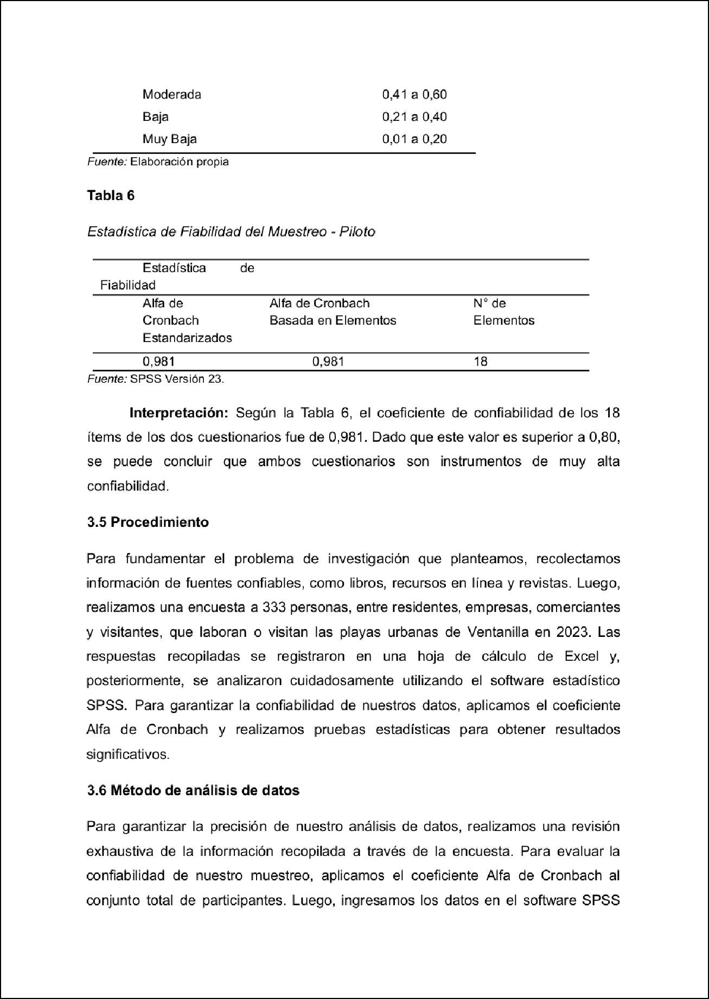 Moderada 0,41 a 0,60
Baja 0,21 a 0,40
Muy Baja 0,01 a 0,20
Fuente: Elaboración propia
Tabla 6
Estadística de Fiabilidad del Muestreo - Piloto
Estadística de
Fiabilidad
Alfa de Alfa de Cronbach N° de
Cronbach Basada en Elementos Elementos
Estandarizados
0,981 0,981 18
Fuente: SPSS Versión 23.
Interpretación: Según la Tabla 6, el coeficiente de confiabilidad de los 18
ítems de los dos cuestionarios fue de 0,981. Dado que este valor es superior a 0,80,
se puede concluir que ambos cuestionarios son instrumentos de muy alta
confiabilidad.
3.5 Procedimiento
Para fundamentar el problema de investigación que planteamos, recolectamos
información de fuentes confiables, como libros, recursos en línea y revistas. Luego,
realizamos una encuesta a 333 personas, entre residentes, empresas, comerciantes
y visitantes, que laboran o visitan las playas urbanas de Ventanilla en 2023. Las
respuestas recopiladas se registraron en una hoja de cálculo de Excel y,
posteriormente, se analizaron cuidadosamente utilizando el software estadístico
SPSS. Para garantizar la confiabilidad de nuestros datos, aplicamos el coeficiente
Alfa de Cronbach y realizamos pruebas estadísticas para obtener resultados
significativos.
3.6 Método de análisis de datos
Para garantizar la precisión de nuestro análisis de datos, realizamos una revisión
exhaustiva de la información recopilada a través de la encuesta. Para evaluar la
confiabilidad de nuestro muestreo, aplicamos el coeficiente Alfa de Cronbach al
conjunto total de participantes. Luego, ingresamos los datos en el software SPSS